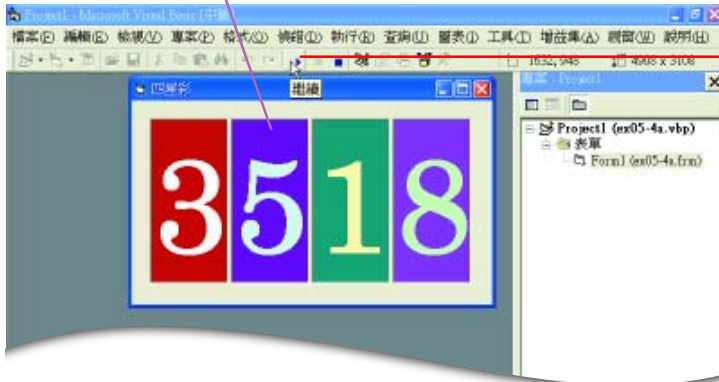 Project1 - Microsoft Visual Basic [中斷]
檔案(F) 編輯(E) 檢視(V) 專案(P) 格式(O) 偵錯(D) 執行(R) 查詢(U) 圖表(I) 工具(T) 增益集(A) 視窗(W) 說明(H)
1632, 948 4908 x 3108
四星彩
繼續
專案 - Project1
3518
Project1 (ex05-4a.vbp)
表單
Form1 (ex05-4a.frm)